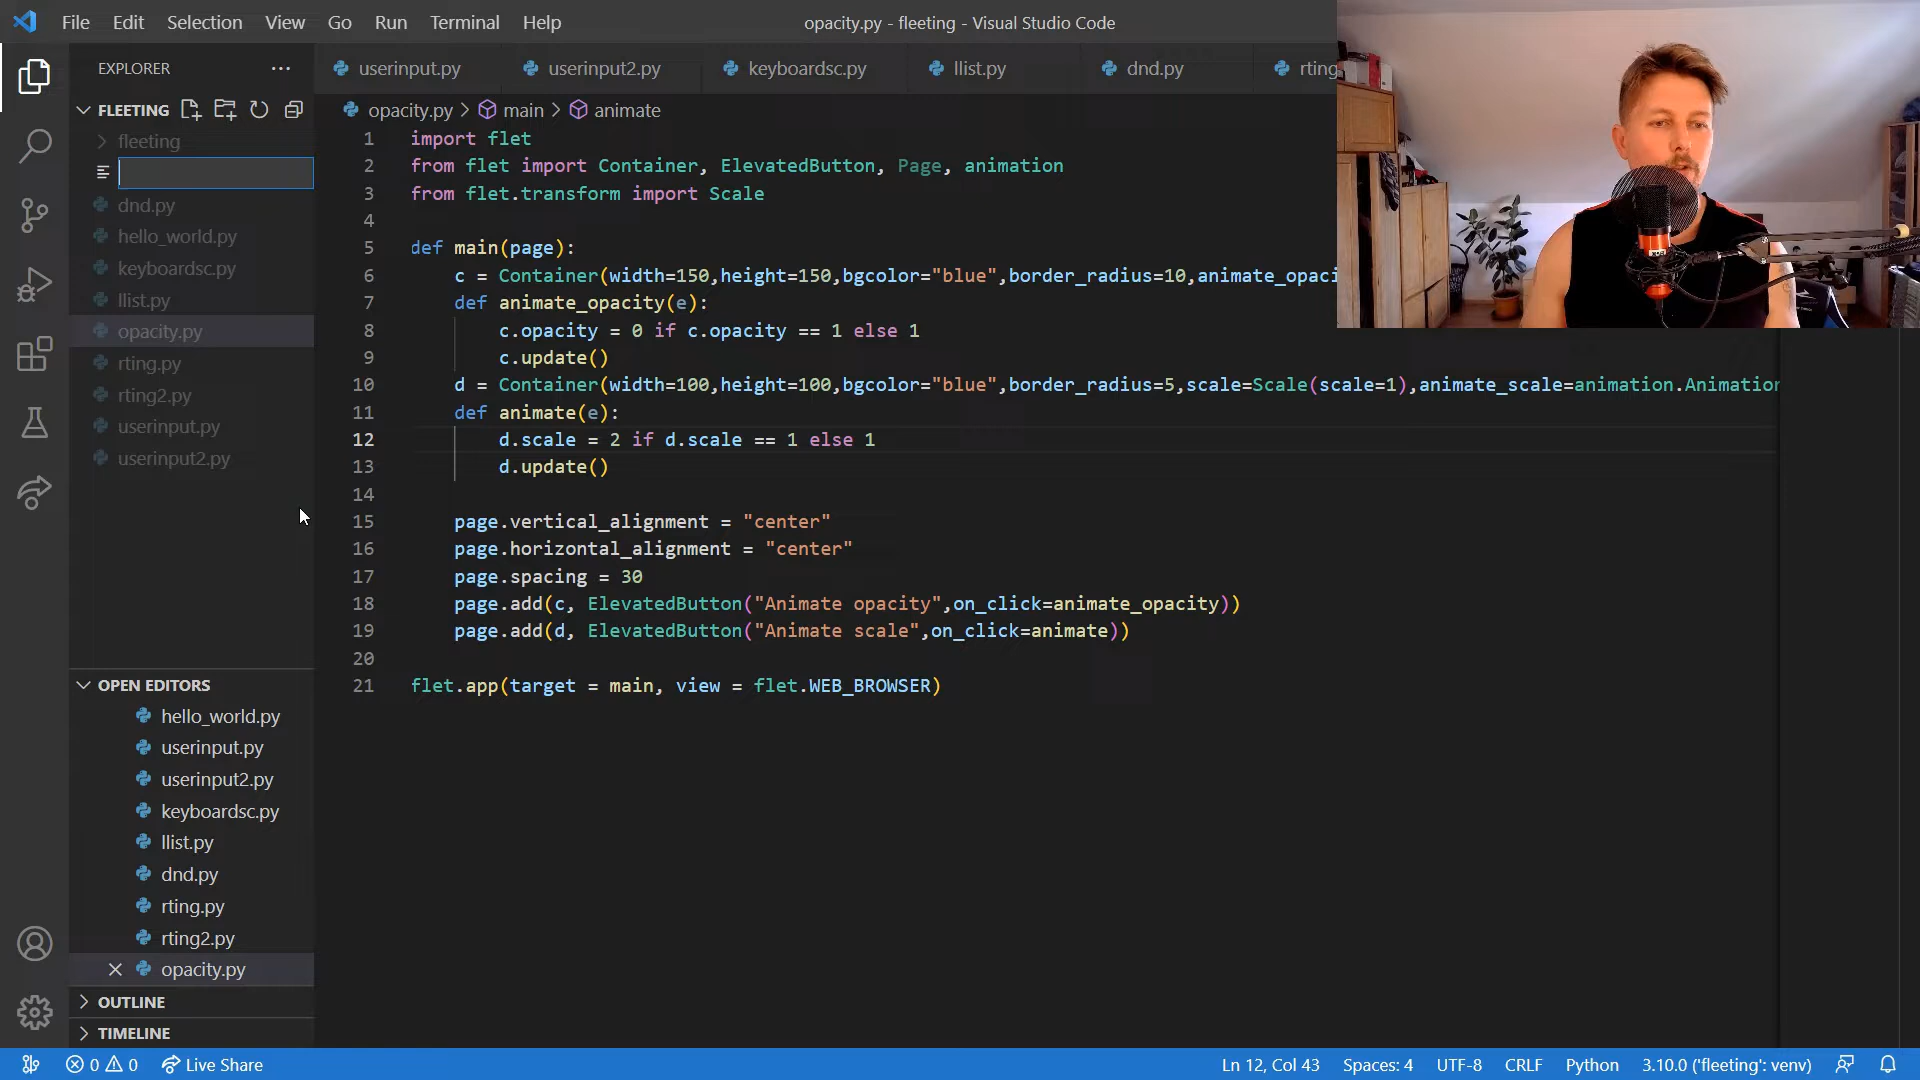 File Edit Selection View Go Run Terminal Help
opacity.py - fleeting - Visual Studio Code
EXPLORER
userinput.py userinput2.py keyboardsc.py llist.py dnd.py rting
FLEETING
opacity.py > main > animate
fleeting
dnd.py
hello_world.py
keyboardsc.py
llist.py
opacity.py
rting.py
rting2.py
userinput.py
userinput2.py
1 import flet
2 from flet import Container, ElevatedButton, Page, animation
3 from flet.transform import Scale
4
5 def main(page):
6 c = Container(width=150,height=150,bgcolor="blue",border_radius=10,animate_opaci
7 def animate_opacity(e):
8 c.opacity = 0 if c.opacity == 1 else 1
9 c.update()
10 d = Container(width=100,height=100,bgcolor="blue",border_radius=5,scale=Scale(scale=1),animate_scale=animation.Animation
11 def animate(e):
12 d.scale = 2 if d.scale == 1 else 1
13 d.update()
14
15 page.vertical_alignment = "center"
16 page.horizontal_alignment = "center"
17 page.spacing = 30
18 page.add(c, ElevatedButton("Animate opacity",on_click=animate_opacity))
19 page.add(d, ElevatedButton("Animate scale",on_click=animate))
20
21 flet.app(target = main, view = flet.WEB_BROWSER)
OPEN EDITORS
hello_world.py
userinput.py
userinput2.py
keyboardsc.py
llist.py
dnd.py
rting.py
rting2.py
opacity.py
OUTLINE
TIMELINE
0 0 Live Share
Ln 12, Col 43 Spaces: 4 UTF-8 CRLF Python 3.10.0 ('fleeting': venv)